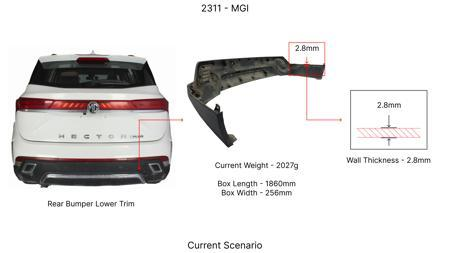 2311 - MGI
2.8mm
MG
HECTOR
2.8mm
Wall Thickness - 2.8mm
Current Weight - 2027g
Box Length - 1860mm
Box Width - 256mm
Rear Bumper Lower Trim
Current Scenario